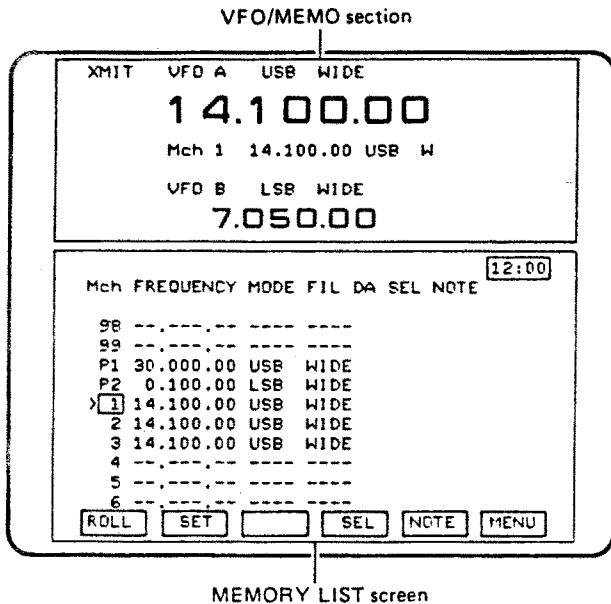 VFO/MEMO section
XMIT VFO A USB WIDE
14.100.00
Mch 1 14.100.00 USB W
VFO B LSB WIDE
7.050.00
12:00
Mch FREQUENCY MODE FIL DA SEL NOTE
98 --.---.-- ---- ----
99 --.---.-- ---- ----
P1 30.000.00 USB WIDE
P2 0.100.00 LSB WIDE
>1 14.100.00 USB WIDE
2 14.100.00 USB WIDE
3 14.100.00 USB WIDE
4 --.---.-- ---- ----
5 --.---.-- ---- ----
6 --.---.-- ---- ----
ROLL SET SEL NOTE MENU
MEMORY LIST screen